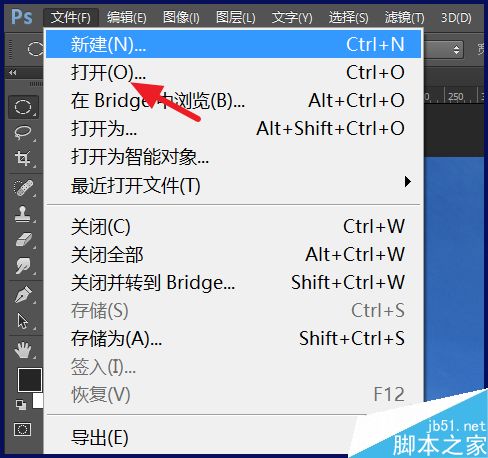 Ps 文件(F) 编辑(E) 图像(I) 图层(L) 文字(Y) 选择(S) 滤镜(T) 3D(D)
新建(N)... Ctrl+N
打开(O)... Ctrl+O
在 Bridge 中浏览(B)... Alt+Ctrl+O
打开为... Alt+Shift+Ctrl+O
打开为智能对象...
最近打开文件(T)
关闭(C) Ctrl+W
关闭全部 Alt+Ctrl+W
关闭并转到 Bridge... Shift+Ctrl+W
存储(S) Ctrl+S
存储为(A)... Shift+Ctrl+S
签入(I)...
恢复(V) F12
导出(E)
250 300
jb51.net
脚本之家